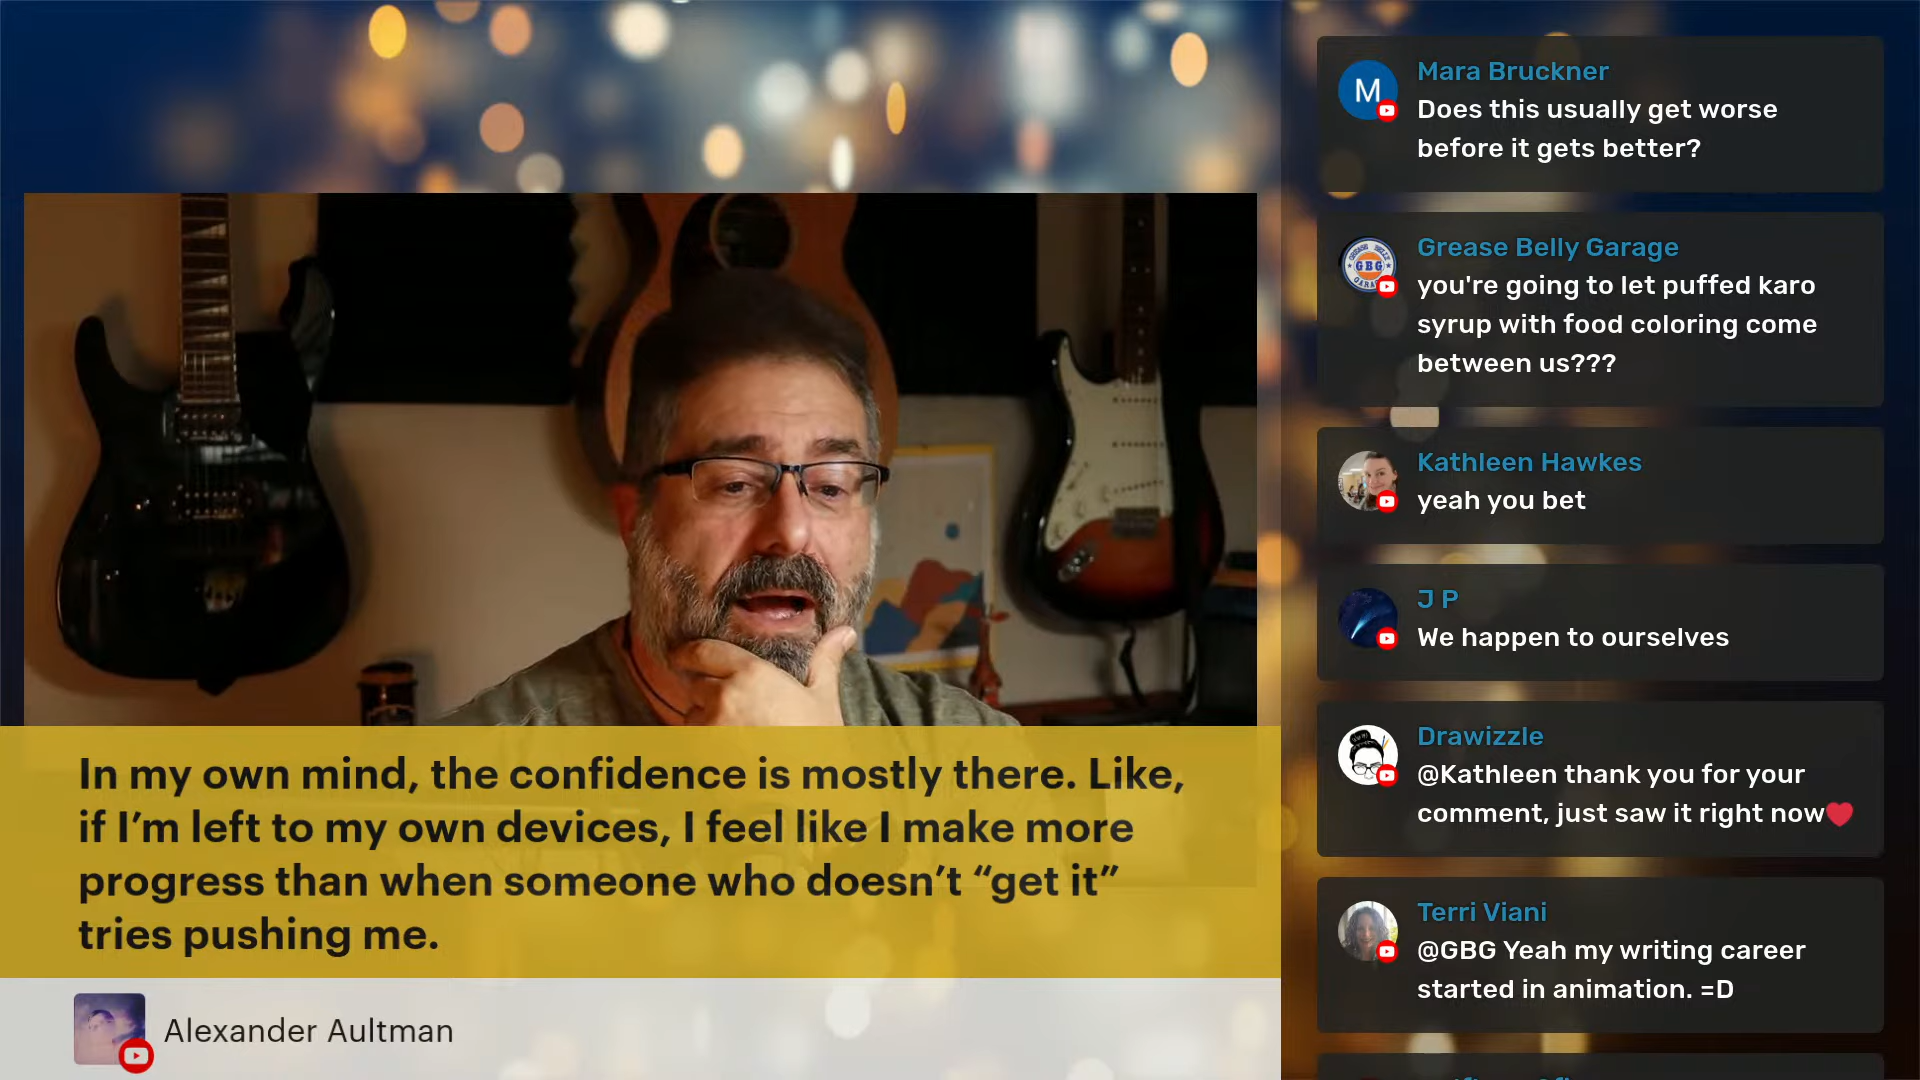 In my own mind, the confidence is mostly there. Like,
if I’m left to my own devices, I feel like I make more
progress than when someone who doesn’t “get it”
tries pushing me.
Alexander Aultman
M
Mara Bruckner
Does this usually get worse
before it gets better?
GBG
Grease Belly Garage
you're going to let puffed karo
syrup with food coloring come
between us???
Kathleen Hawkes
yeah you bet
J P
We happen to ourselves
Drawizzle
@Kathleen thank you for your
comment, just saw it right now❤
Terri Viani
@GBG Yeah my writing career
started in animation. =D